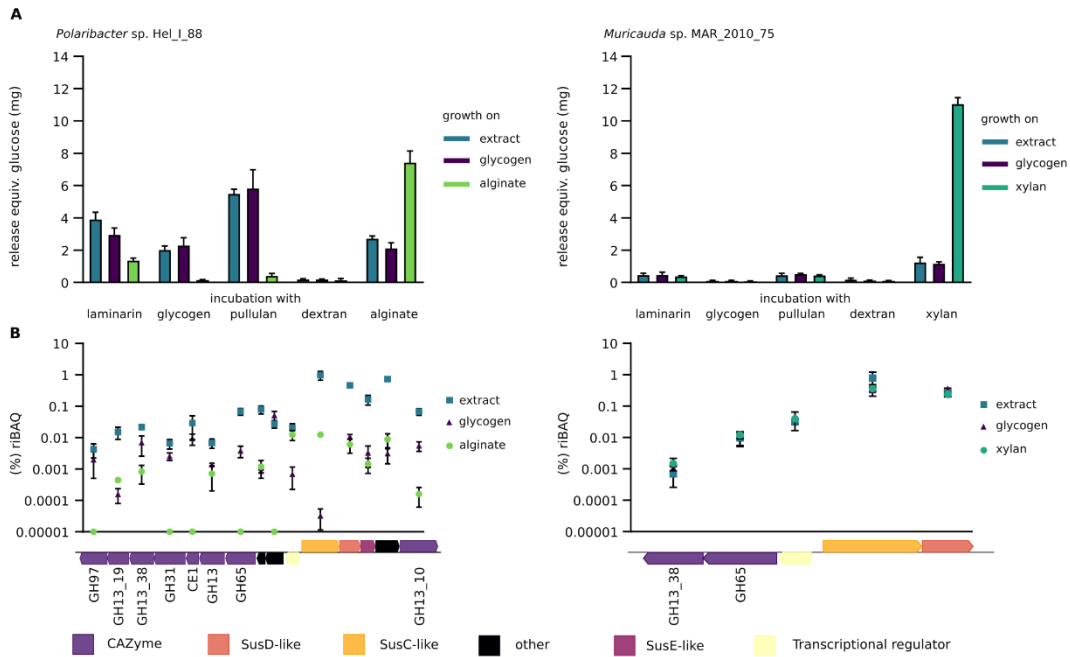 A
Polaribacter sp. Hel_I_88
Muricauda sp. MAR_2010_75
release equiv. glucose (mg)
14
12
10
8
6
4
2
0
growth on
extract
glycogen
alginate
incubation with
laminarin glycogen pullulan dextran alginate
release equiv. glucose (mg)
14
12
10
8
6
4
2
0
growth on
extract
glycogen
xylan
incubation with
laminarin glycogen pullulan dextran xylan
B
(%) riBAQ
10
1
0.1
0.01
0.001
0.0001
0.00001
extract
glycogen
alginate
GH97
GH13_19
GH13_38
GH31
CE1
GH13
GH65
GH13_10
(%) riBAQ
10
1
0.1
0.01
0.001
0.0001
0.00001
extract
glycogen
xylan
GH13_38
GH65
CAZyme SusD-like SusC-like other SusE-like Transcriptional regulator